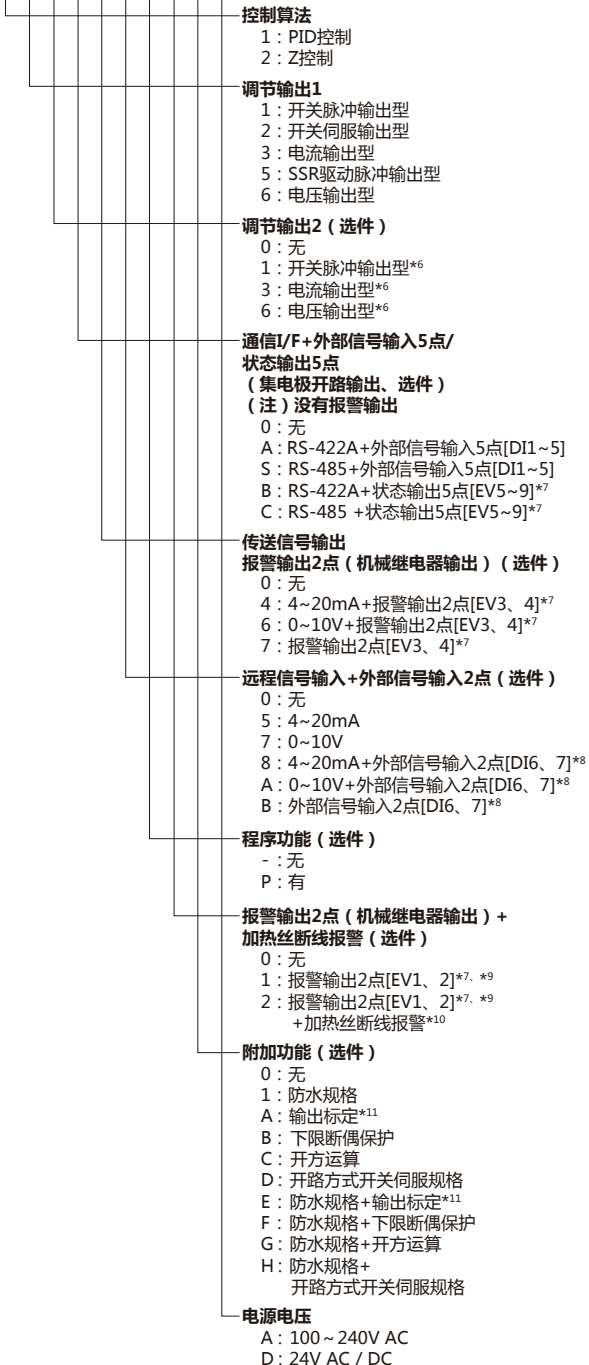 控制算法
1：PID控制
2：Z控制
调节输出1
1：开关脉冲输出型
2：开关伺服输出型
3：电流输出型
5：SSR驱动脉冲输出型
6：电压输出型
调节输出2（选件）
0：无
1：开关脉冲输出型*6
3：电流输出型*6
6：电压输出型*6
通信I/F+外部信号输入5点/
状态输出5点
（集电极开路输出、选件）
（注）没有报警输出
0：无
A：RS-422A+外部信号输入5点[DI1~5]
S：RS-485+外部信号输入5点[DI1~5]
B：RS-422A+状态输出5点[EV5~9]*7
C：RS-485 +状态输出5点[EV5~9]*7
传送信号输出
报警输出2点（机械继电器输出）（选件）
0：无
4：4~20mA+报警输出2点[EV3、4]*7
6：0~10V+报警输出2点[EV3、4]*7
7：报警输出2点[EV3、4]*7
远程信号输入+外部信号输入2点（选件）
0：无
5：4~20mA
7：0~10V
8：4~20mA+外部信号输入2点[DI6、7]*8
A：0~10V+外部信号输入2点[DI6、7]*8
B：外部信号输入2点[DI6、7]*8
程序功能（选件）
-：无
P：有
报警输出2点（机械继电器输出）+
加热丝断线报警（选件）
0：无
1：报警输出2点[EV1、2]*7、*9
2：报警输出2点[EV1、2]*7、*9
+加热丝断线报警*10
附加功能（选件）
0：无
1：防水规格
A：输出标定*11
B：下限断偶保护
C：开方运算
D：开路方式开关伺服规格
E：防水规格+输出标定*11
F：防水规格+下限断偶保护
G：防水规格+开方运算
H：防水规格+
开路方式开关伺服规格
电源电压
A：100～240V AC
D：24V AC / DC